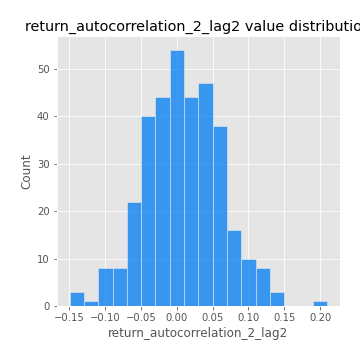 return_autocorrelation_2_lag2 value distributio
50
40
30
20
10
0
Count
−0.15 −0.10 −0.05 0.00 0.05 0.10 0.15 0.20
return_autocorrelation_2_lag2